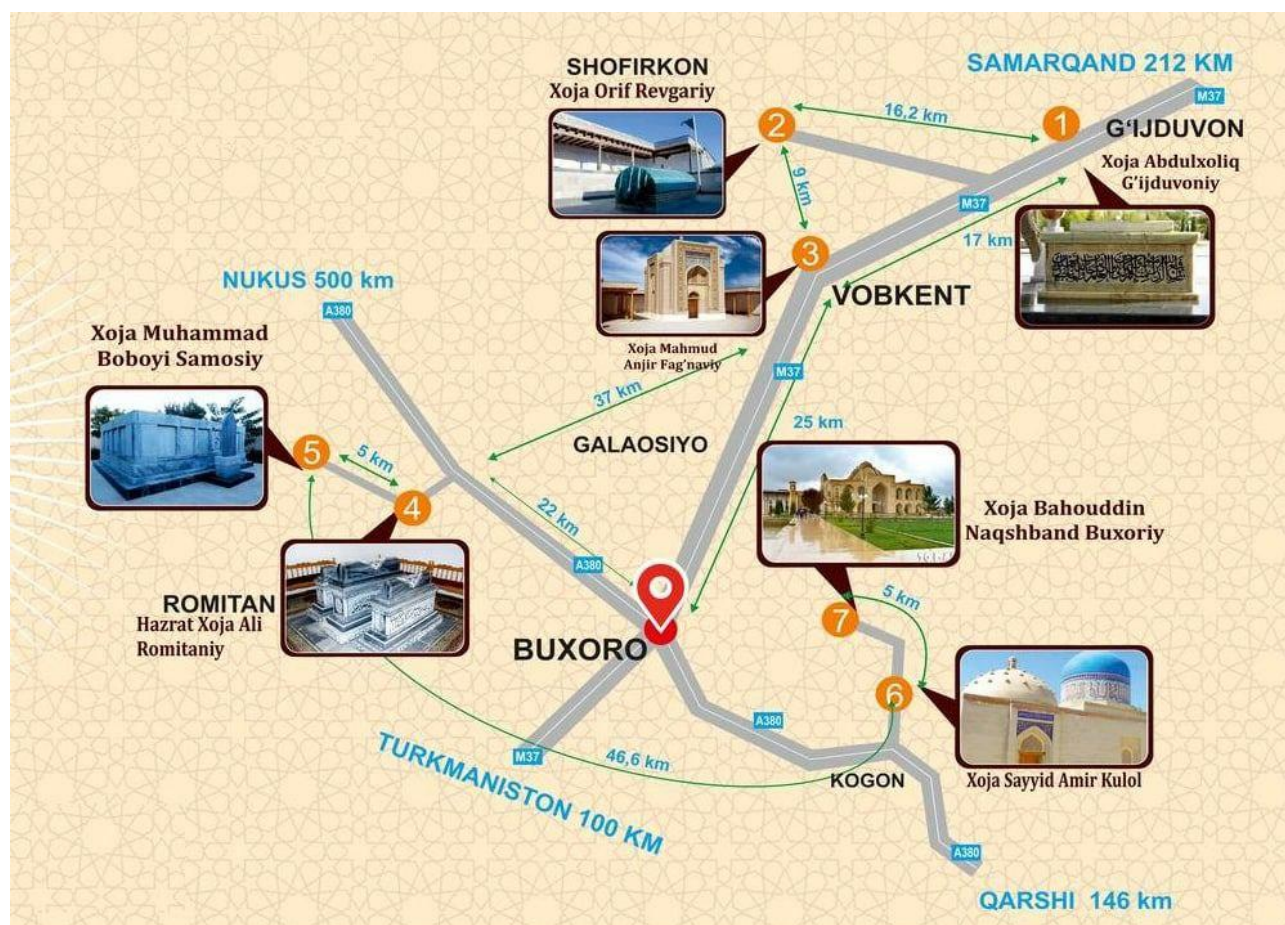 SHOFIRKON
Xoja Orif Revgariy
SAMARQAND 212 KM
M37
16,2 km
1
2
G'IJDUVON
Xoja Abdulxoliq
G'ijduvoniy
9 km
M37
17 km
3
VOBKENT
NUKUS 500 km
A380
Xoja Muhammad
Boboyi Samosiy
Xoja Mahmud
Anjir Fag'naviy
M37
37 km
25 km
GALAOSIYO
5
5 km
4
22 km
A380
Xoja Bahouddin
Naqshband Buxoriy
ROMITAN
Hazrat Xoja Ali
Romitaniy
BUXORO
7
5 km
6
A380
M37
TURKMANISTON 100 KM
46,6 km
KOGON
Xoja Sayyid Amir Kulol
A380
QARSHI 146 km